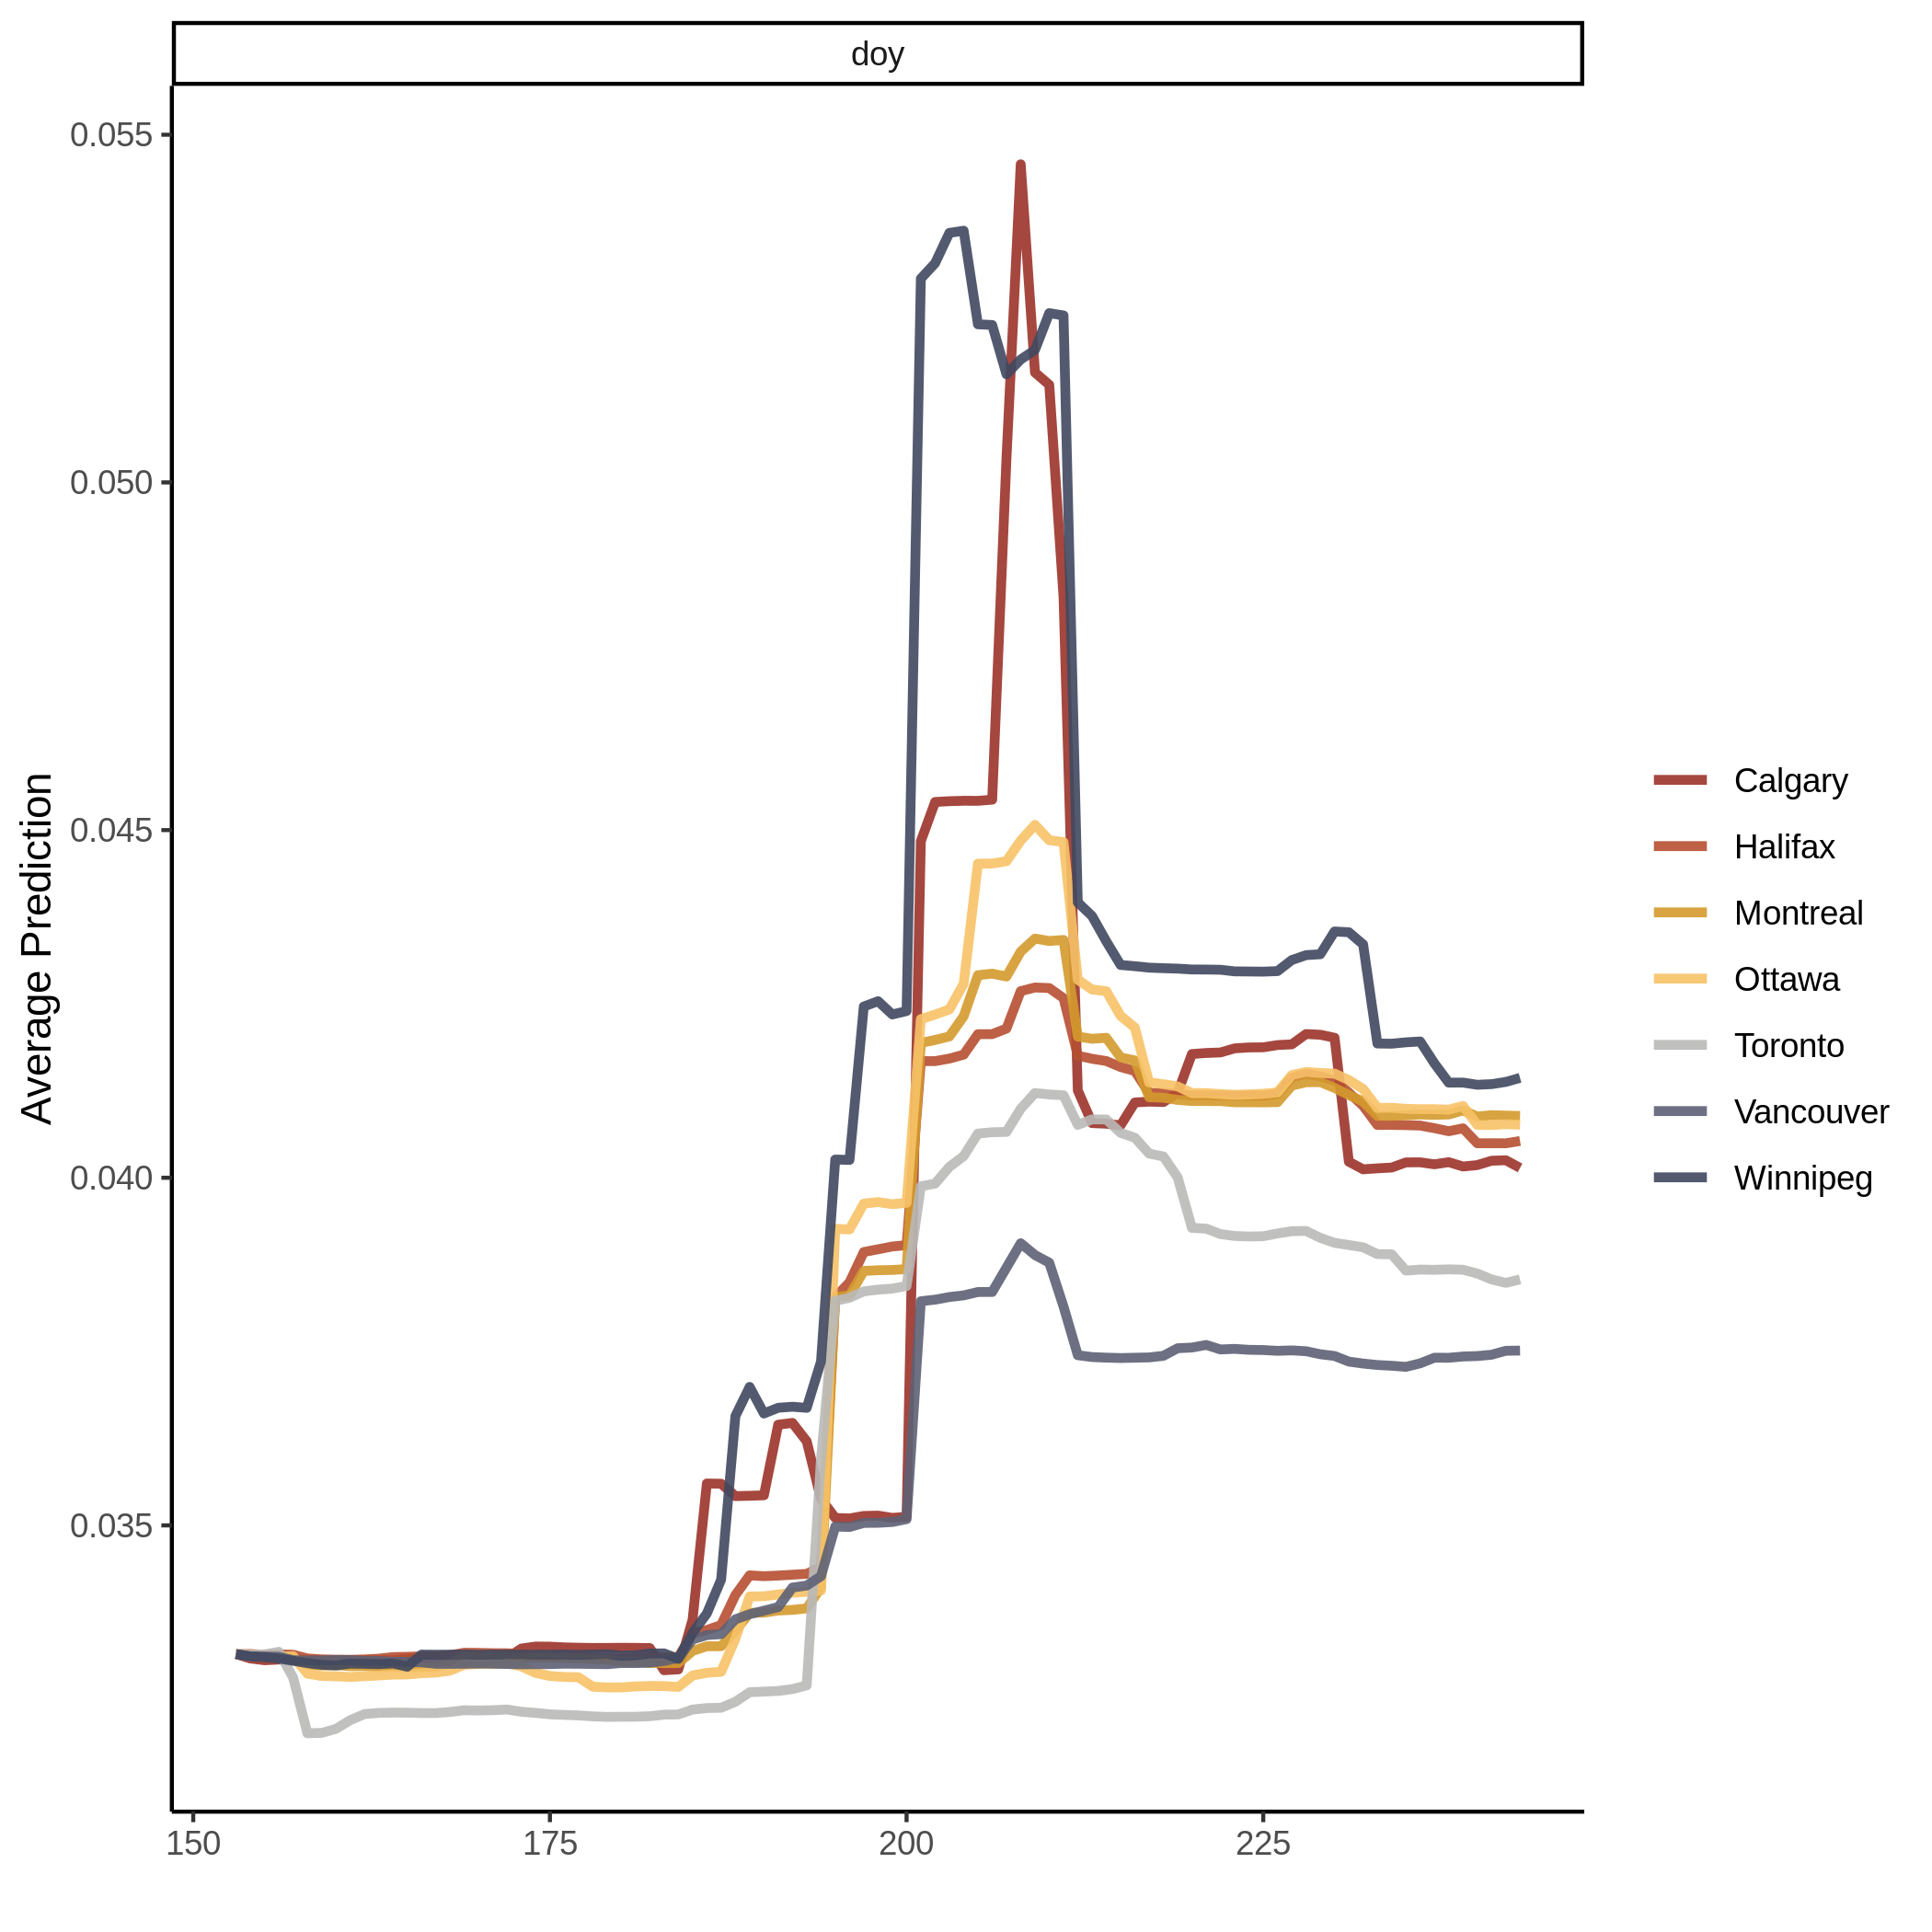 doy
0.055
0.050
0.045
0.040
0.035
Average Prediction
150 175 200 225
Calgary
Halifax
Montreal
Ottawa
Toronto
Vancouver
Winnipeg